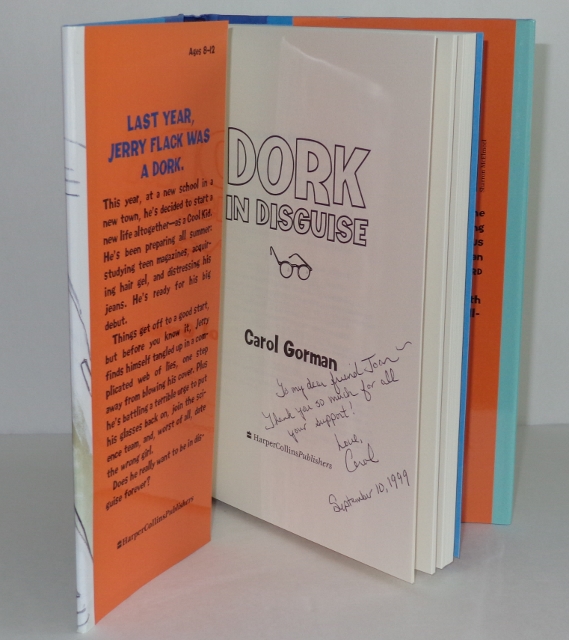 Ages 8-12
LAST YEAR,
JERRY FLACK WAS
A DORK.
This year, at a new school in a
new town, he's decided to start a
new life altogether—as a Cool Kid.
He's been preparing all summer:
studying teen magazines, acquir-
ing hair gel, and distressing his
jeans. He's ready for his big
debut.
Things get off to a good start,
but before you know it, Jerry
finds himself tangled up in a com-
plicated web of lies, one step
away from blowing his cover. Plus
he's battling a terrible urge to put
his glasses back on, join the sci-
ence team, and, worst of all, date
the wrong girl.
Does he really want to be in dis-
guise forever?
HarperCollinsPublishers
DORK
IN DISGUISE
Carol Gorman
To my dear friend Joan ~
Thank you so much for all
your support!
Love,
Carol
September 10, 1999
HarperCollinsPublishers